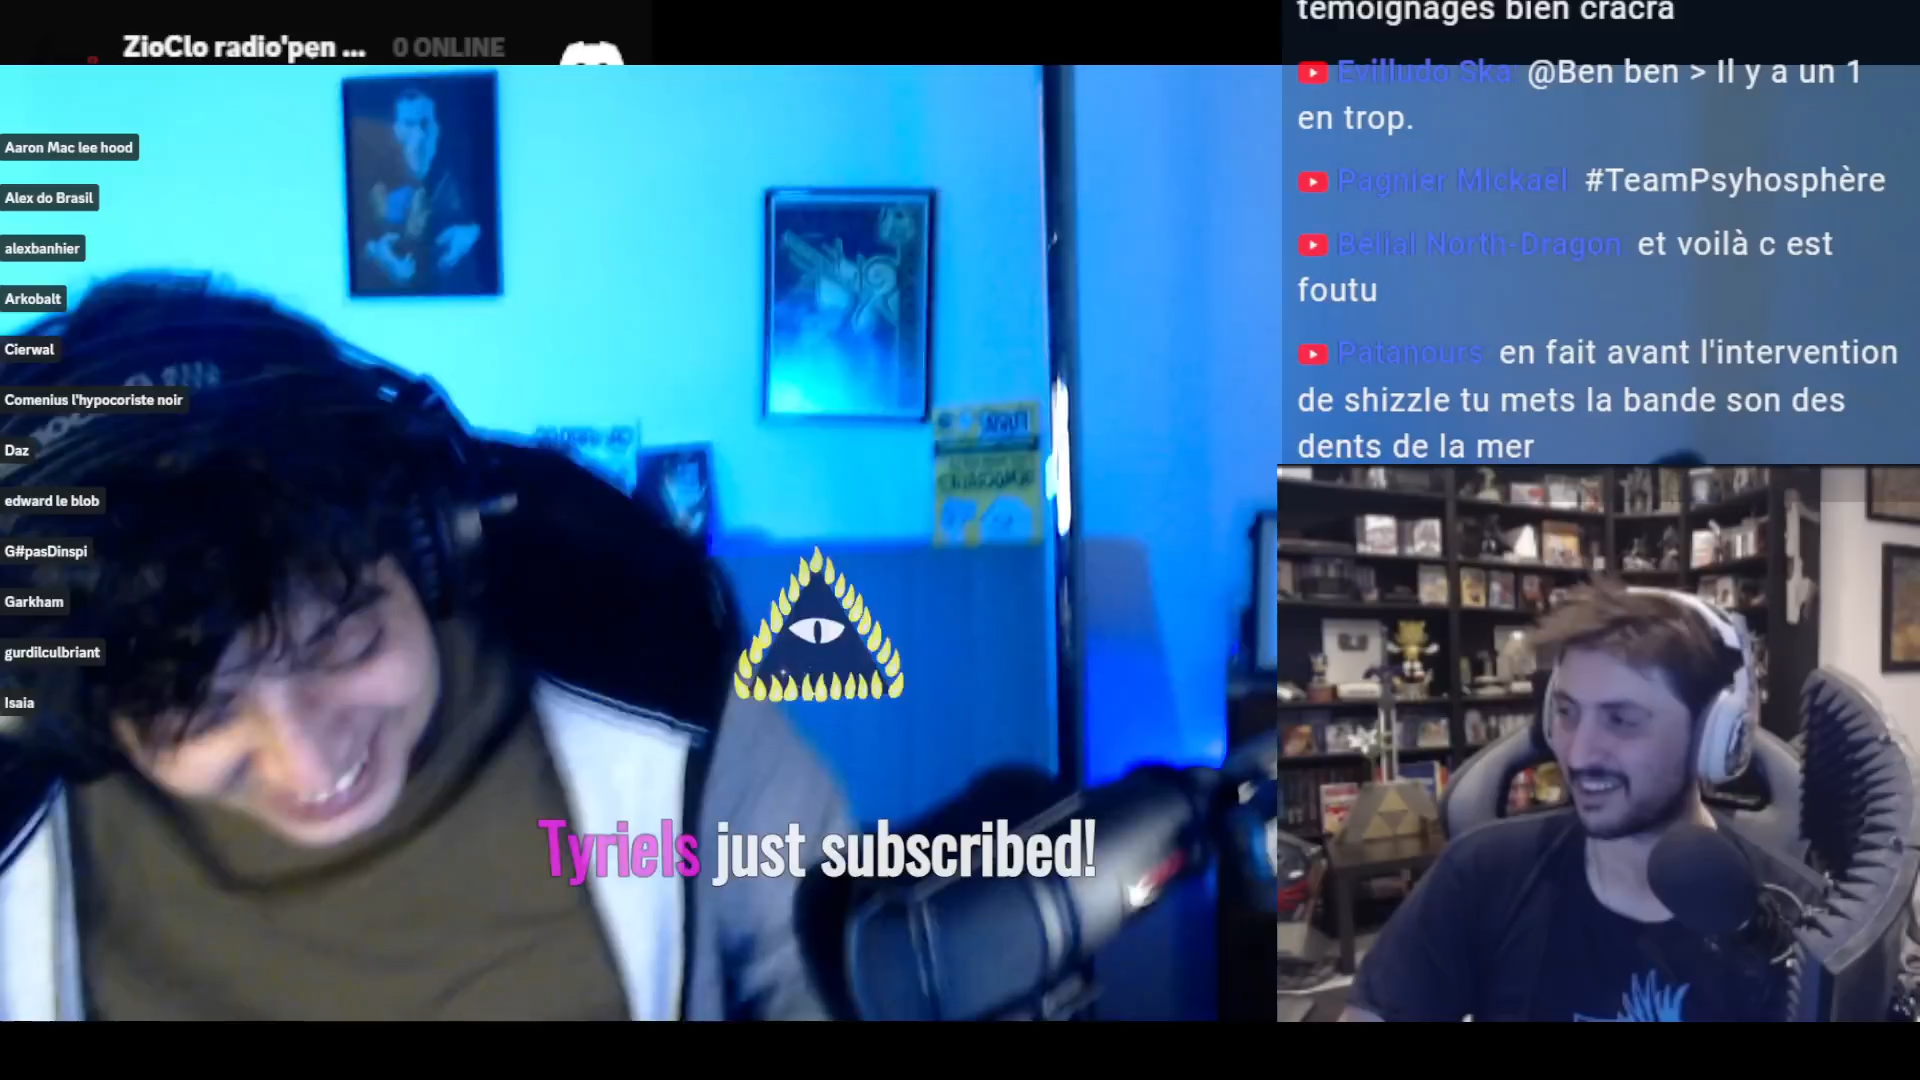 ZioClo radio'pen ... 0 ONLINE
Aaron Mac lee hood
Alex do Brasil
alexbanhier
Arkobalt
Cierwal
Comenius l'hypocoriste noir
Daz
edward le blob
G#pasDinspi
Garkham
gurdilculbriant
Isaia
Tyriels just subscribed!
témoignages bien cracra
Evilludo Ska @Ben ben > Il y a un 1
en trop.
Pagnier Mickaël #TeamPsyhosphère
Bélial North-Dragon et voilà c est
foutu
Patanours en fait avant l'intervention
de shizzle tu mets la bande son des
dents de la mer